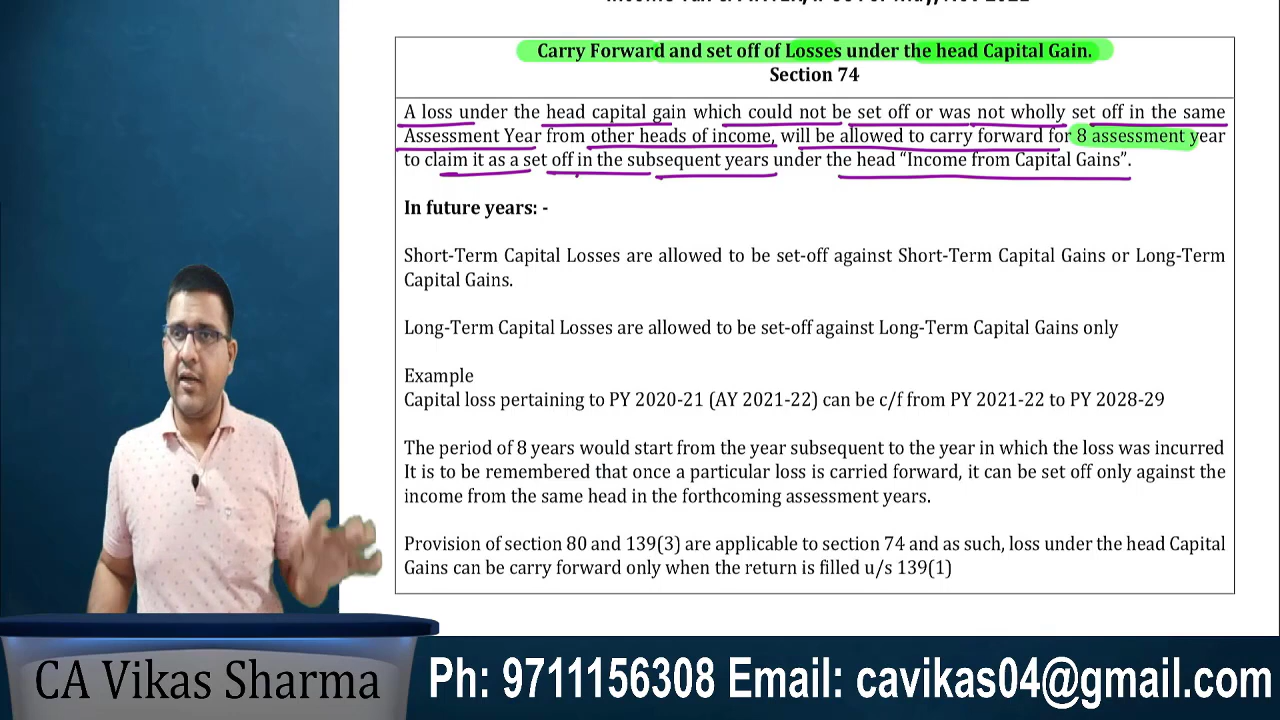 Carry Forward and set off of Losses under the head Capital Gain.
Section 74
A loss under the head capital gain which could not be set off or was not wholly set off in the same
Assessment Year from other heads of income, will be allowed to carry forward for 8 assessment year
to claim it as a set off in the subsequent years under the head “Income from Capital Gains”.
In future years: -
Short-Term Capital Losses are allowed to be set-off against Short-Term Capital Gains or Long-Term
Capital Gains.
Long-Term Capital Losses are allowed to be set-off against Long-Term Capital Gains only
Example
Capital loss pertaining to PY 2020-21 (AY 2021-22) can be c/f from PY 2021-22 to PY 2028-29
The period of 8 years would start from the year subsequent to the year in which the loss was incurred
It is to be remembered that once a particular loss is carried forward, it can be set off only against the
income from the same head in the forthcoming assessment years.
Provision of section 80 and 139(3) are applicable to section 74 and as such, loss under the head Capital
Gains can be carry forward only when the return is filled u/s 139(1)
CA Vikas Sharma
Ph: 9711156308 Email: cavikas04@gmail.com